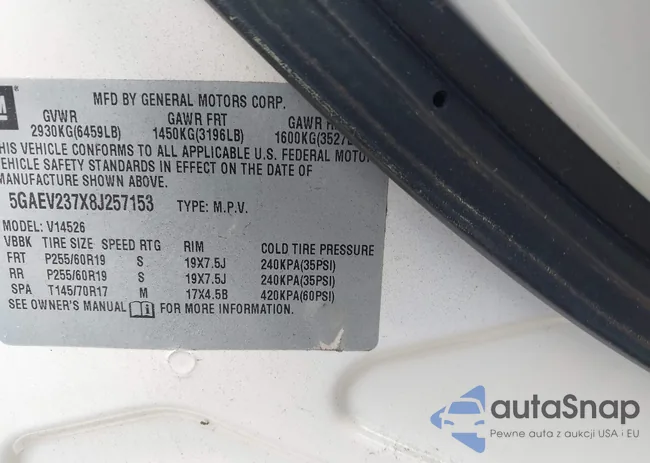 M
MFD BY GENERAL MOTORS CORP.
GVWR GAWR FRT GAWR
2930KG(6459LB) 1450KG(3196LB) 1600KG(3527
THIS VEHICLE CONFORMS TO ALL APPLICABLE U.S. FEDERAL MOTOR
VEHICLE SAFETY STANDARDS IN EFFECT ON THE DATE OF
MANUFACTURE SHOWN ABOVE.
5GAEV237X8J257153 TYPE: M.P.V.
MODEL: V14526
VBBK TIRE SIZE SPEED RTG RIM COLD TIRE PRESSURE
FRT P255/60R19 S 19X7.5J 240KPA(35PSI)
RR P255/60R19 S 19X7.5J 240KPA(35PSI)
SPA T145/70R17 M 17X4.5B 420KPA(60PSI)
SEE OWNER'S MANUAL FOR MORE INFORMATION.
autaSnap
Pewne auta z aukcji USA i EU